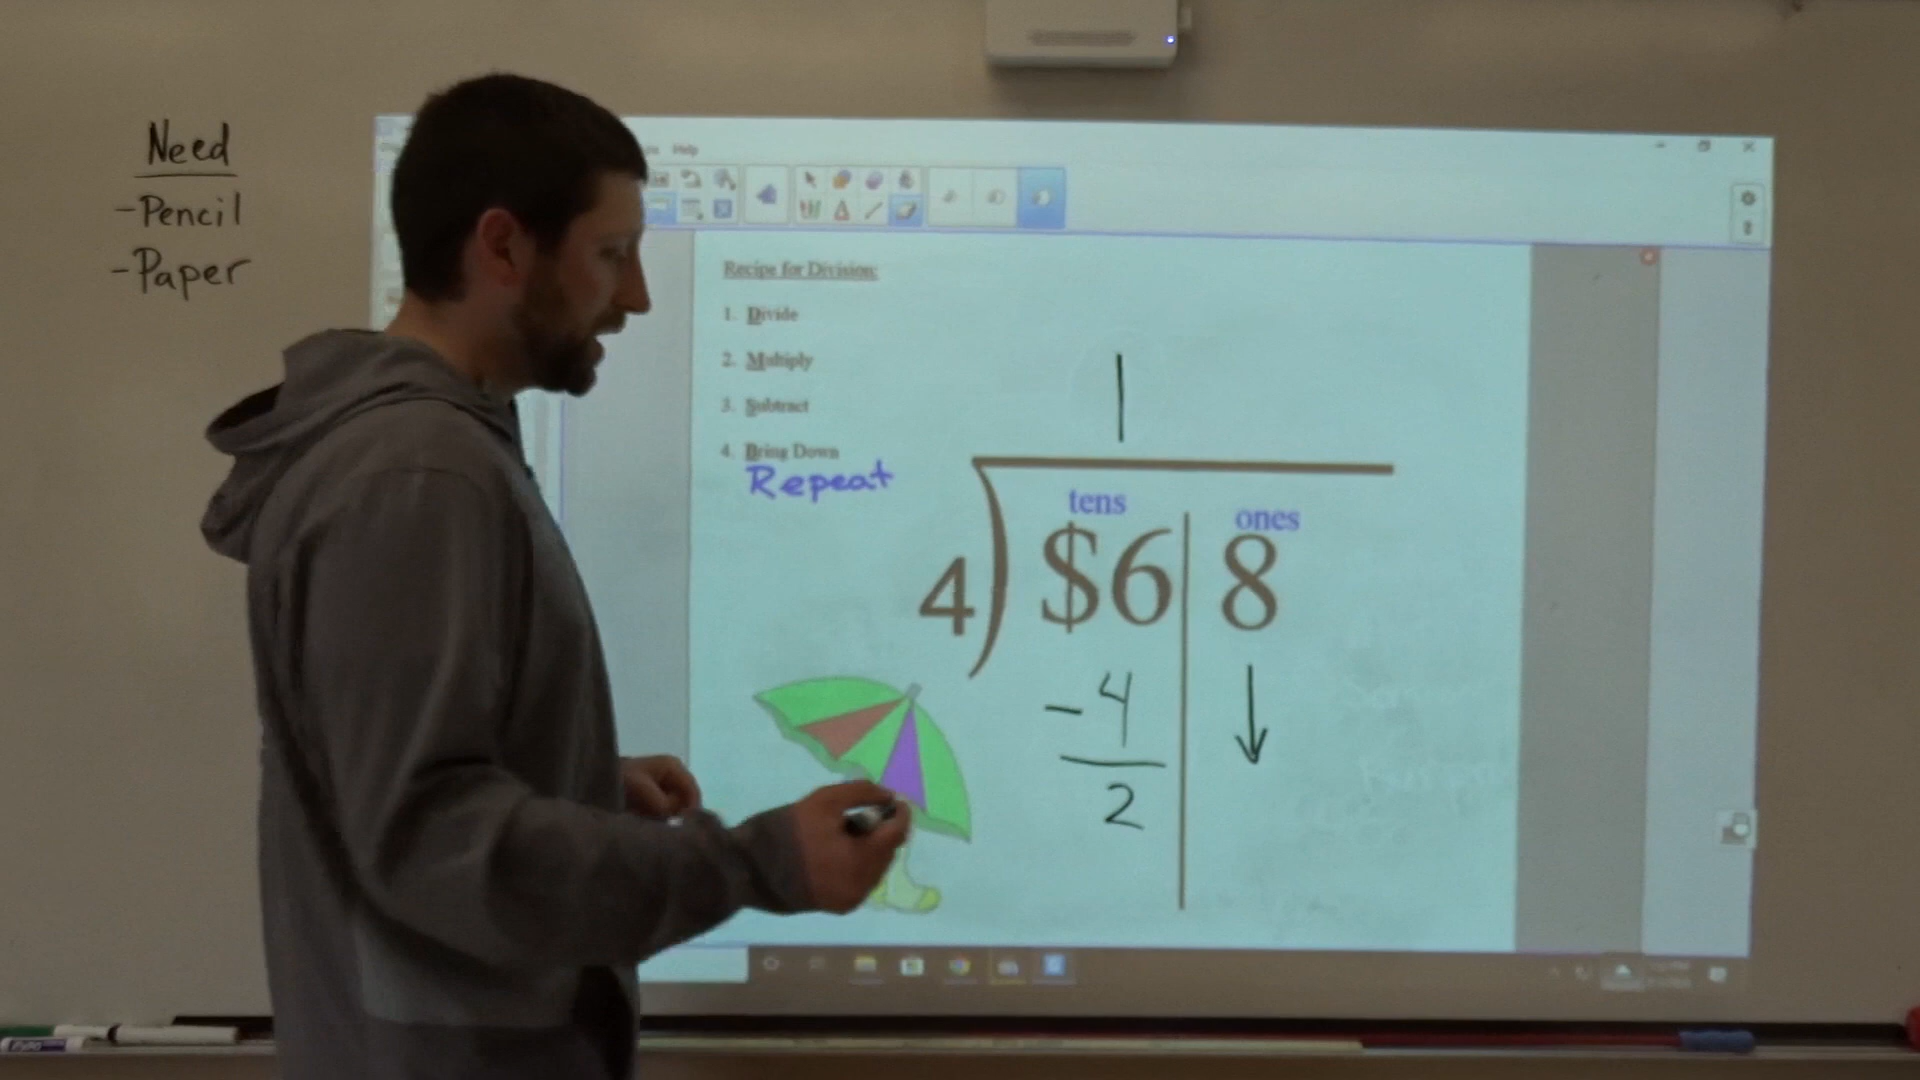 Need
-Pencil
-Paper
Help
Recipe for Division:
1. Divide
2. Multiply
3. Subtract
4. Bring Down
Repeat
1
tens
ones
4 $6 8
-4
2